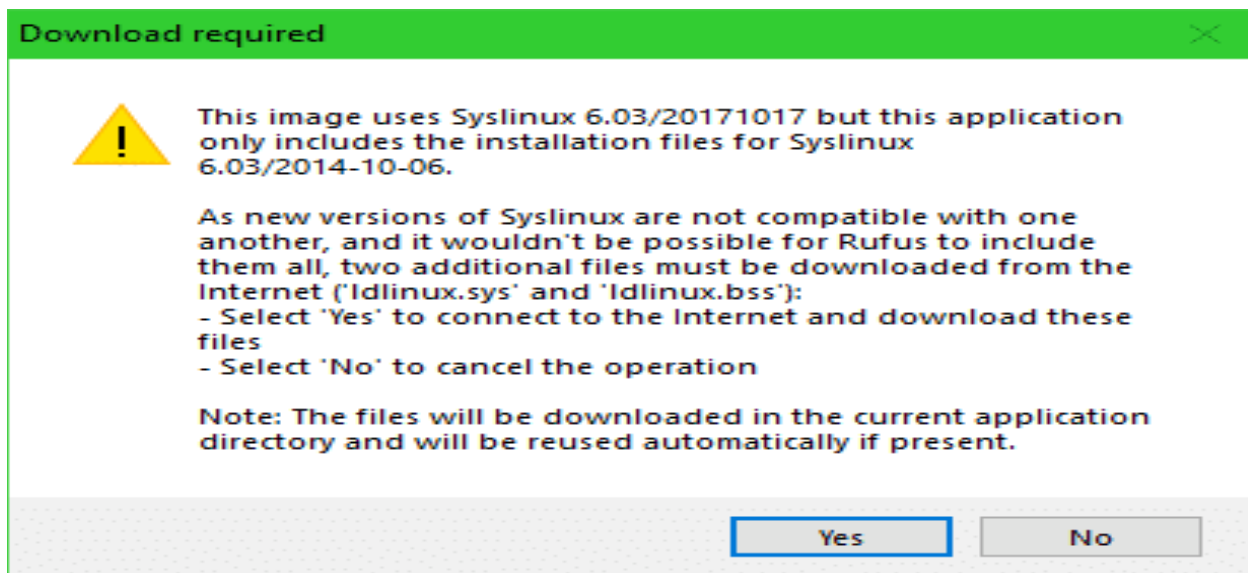 Download required
This image uses Syslinux 6.03/20171017 but this application
only includes the installation files for Syslinux
6.03/2014-10-06.
As new versions of Syslinux are not compatible with one
another, and it wouldn't be possible for Rufus to include
them all, two additional files must be downloaded from the
Internet ('ldlinux.sys' and 'ldlinux.bss'):
- Select 'Yes' to connect to the Internet and download these
files
- Select 'No' to cancel the operation
Note: The files will be downloaded in the current application
directory and will be reused automatically if present.
Yes
No